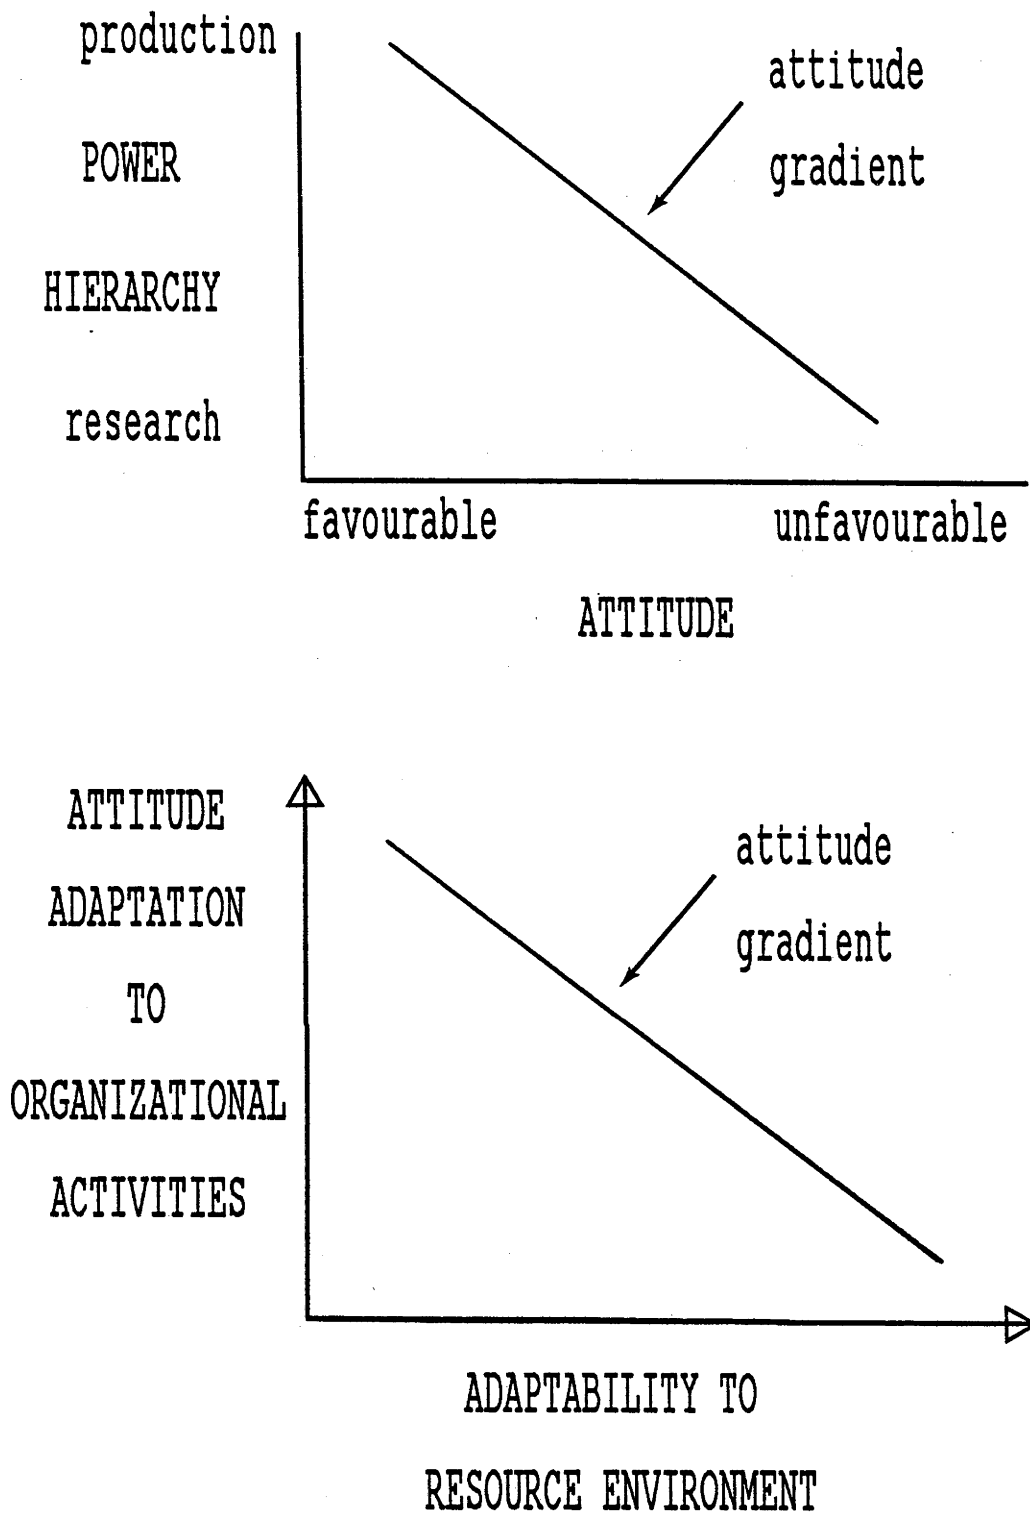 production
POWER
HIERARCHY
research
attitude
gradient
favourable unfavourable
ATTITUDE
ATTITUDE
ADAPTATION
TO
ORGANIZATIONAL
ACTIVITIES
attitude
gradient
ADAPTABILITY TO
RESOURCE ENVIRONMENT